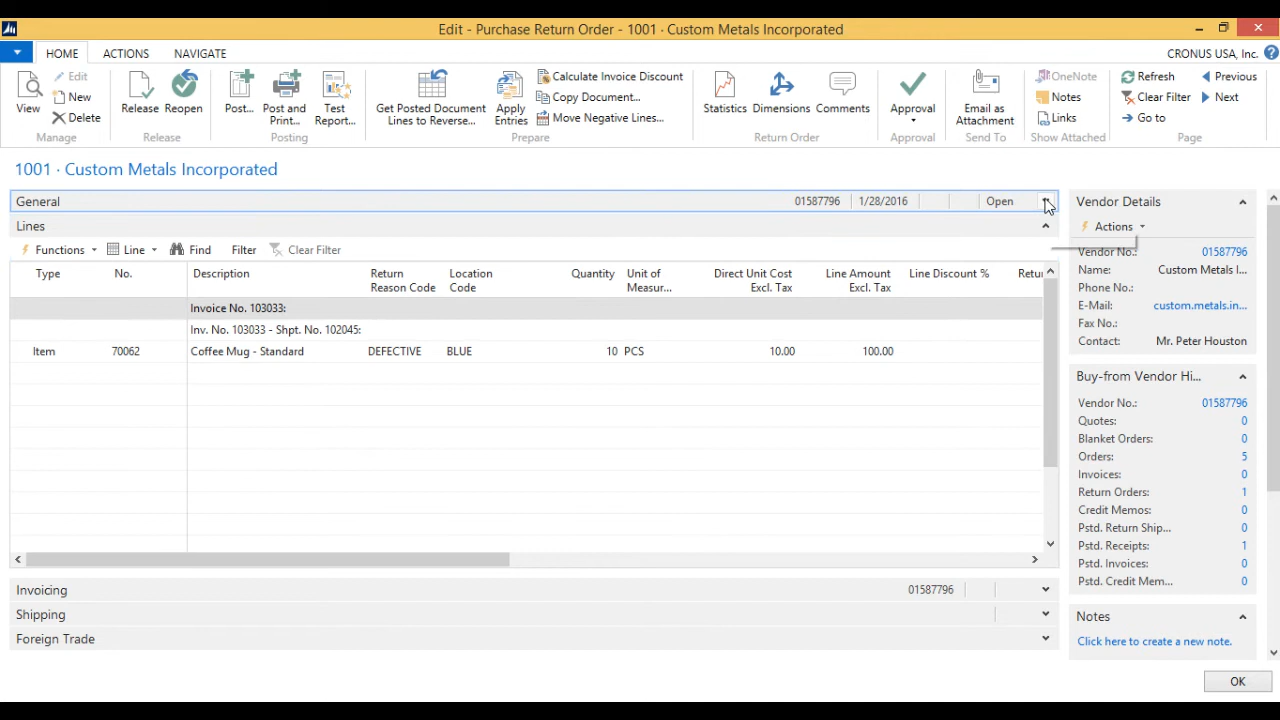 Edit - Purchase Return Order - 1001 · Custom Metals Incorporated
HOME ACTIONS NAVIGATE CRONUS USA, Inc.
View Edit New Delete Manage
Release Reopen Release
Post... Post and Print... Test Report... Posting
Get Posted Document Lines to Reverse... Apply Entries Calculate Invoice Discount Copy Document... Move Negative Lines... Prepare
Statistics Dimensions Comments Return Order
Approval Approval
Email as Attachment Send To
OneNote Notes Links Show Attached
Refresh Clear Filter Go to Previous Next Page
1001 · Custom Metals Incorporated
General 01587796 1/28/2016 Open
Lines
Functions Line Find Filter Clear Filter
Type No. Description Return Reason Code Location Code Quantity Unit of Measur... Direct Unit Cost Excl. Tax Line Amount Excl. Tax Line Discount % Retu
Invoice No. 103033:
Inv. No. 103033 - Shpt. No. 102045:
Item 70062 Coffee Mug - Standard DEFECTIVE BLUE 10 PCS 10.00 100.00
Invoicing 01587796
Shipping
Foreign Trade
Vendor Details
Actions
Vendor No.: 01587796
Name: Custom Metals I...
Phone No.:
E-Mail: custom.metals.in...
Fax No.:
Contact: Mr. Peter Houston
Buy-from Vendor Hi...
Vendor No.: 01587796
Quotes: 0
Blanket Orders: 0
Orders: 5
Invoices: 0
Return Orders: 1
Credit Memos: 0
Pstd. Return Ship... 0
Pstd. Receipts: 1
Pstd. Invoices: 0
Pstd. Credit Mem... 0
Notes
Click here to create a new note.
OK